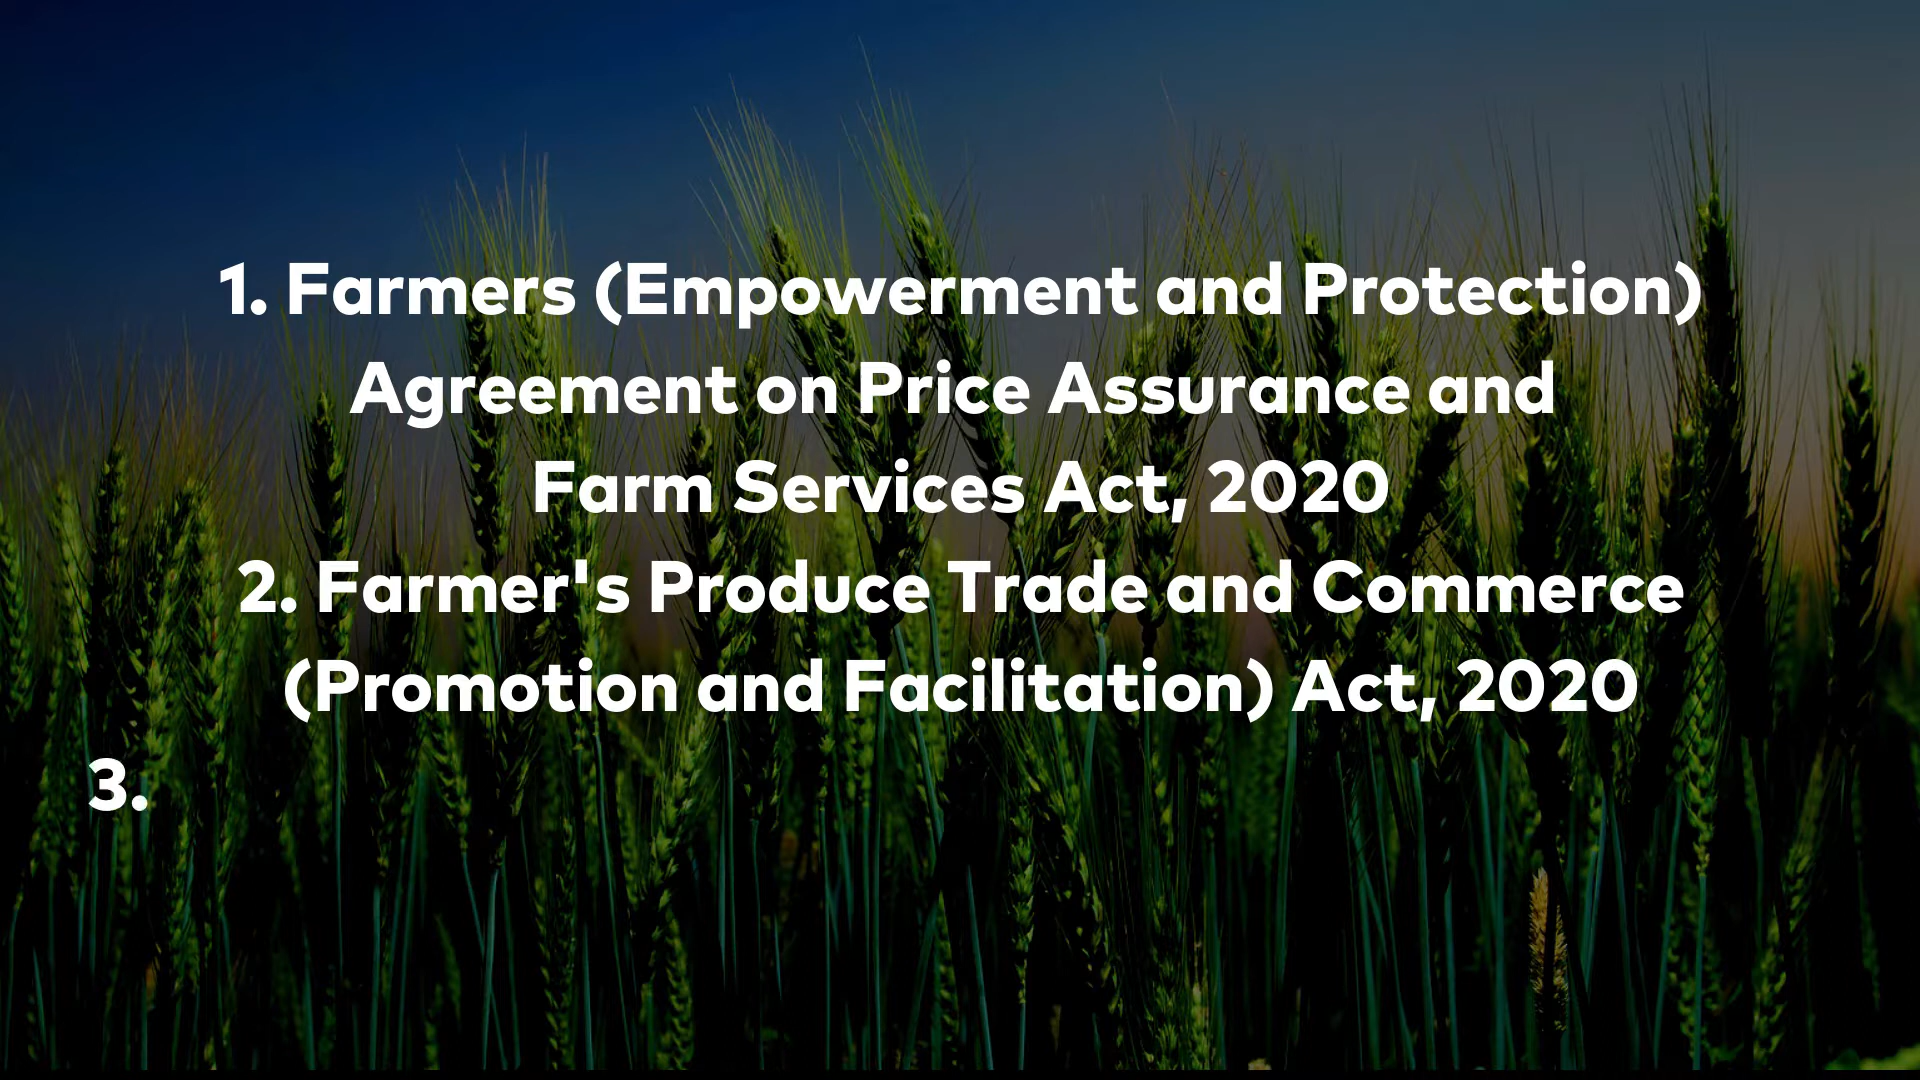 1. Farmers (Empowerment and Protection)
Agreement on Price Assurance and
Farm Services Act, 2020
2. Farmer's Produce Trade and Commerce
(Promotion and Facilitation) Act, 2020
3.